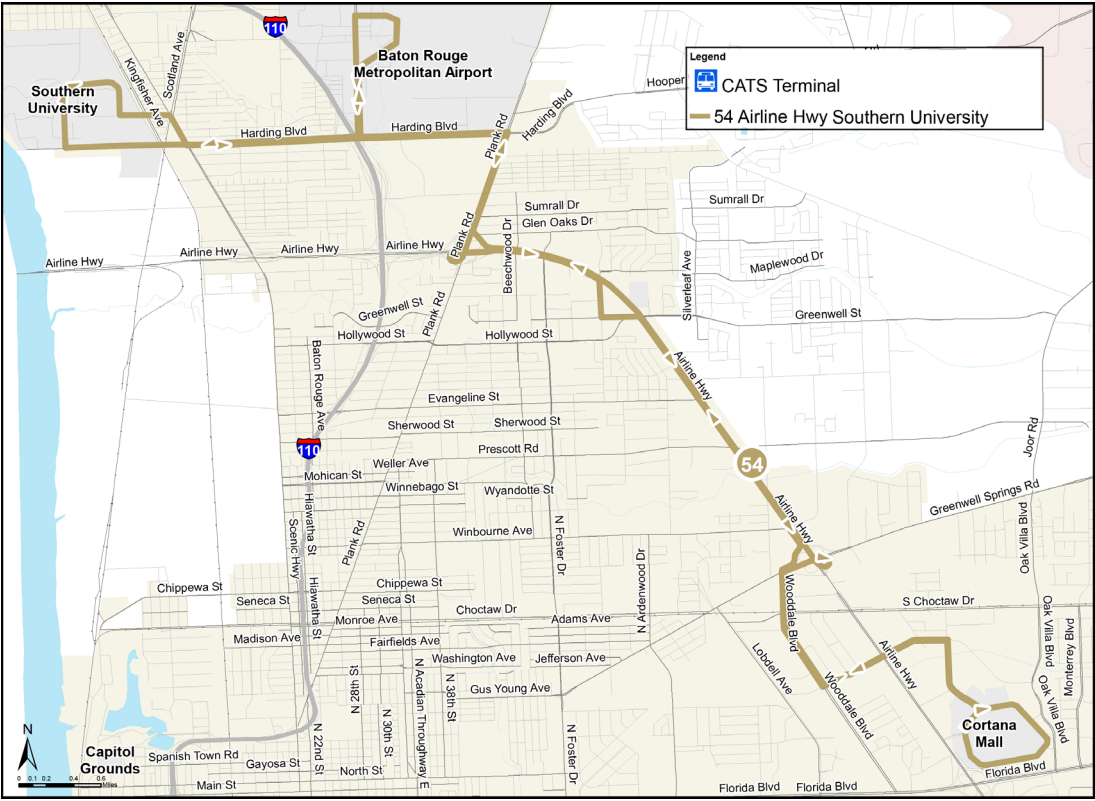 110
Baton Rouge
Metropolitan Airport
Southern
University
Kingfisher Ave
Scotland Ave
Harding Blvd
Harding Blvd
Plank Rd
Harding Blvd
Hooper
Legend
CATS Terminal
54 Airline Hwy Southern University
Sumrall Dr
Glen Oaks Dr
Sumrall Dr
Plank Rd
Beechwood Dr
Airline Hwy
Airline Hwy
Airline Hwy
Airline Hwy
Silverleaf Ave
Maplewood Dr
Greenwell St
Plank Rd
Greenwell St
Hollywood St
Hollywood St
Baton Rouge Ave
Airline Hwy
Evangeline St
Sherwood St
Sherwood St
Prescott Rd
110
Weller Ave
Mohican St
Winnebago St
Wyandotte St
54
Joor Rd
Greenwell Springs Rd
Airline Hwy
Hiawatha St
Scenic Hwy
Plank Rd
Winbourne Ave
N Foster Dr
N Ardenwood Dr
Oak Villa Blvd
Chippewa St
Seneca St
Hiawatha St
Chippewa St
Seneca St
Monroe Ave
Choctaw Dr
Adams Ave
Wooddale Blvd
S Choctaw Dr
Oak Villa Blvd
Monterrey Blvd
Madison Ave
Fairfields Ave
Washington Ave
Jefferson Ave
Gus Young Ave
N 28th St
N 30th St
N Acadian Throughway E
N 38th St
Lobdell Ave
Wooddale Blvd
Airline Hwy
Oak Villa Blvd
Cortana
Mall
N
0 0.1 0.2 0.4 0.6
Miles
Capitol
Grounds
Spanish Town Rd
Gayosa St
N 22nd St
North St
Main St
N Foster Dr
Florida Blvd
Florida Blvd
Florida Blvd